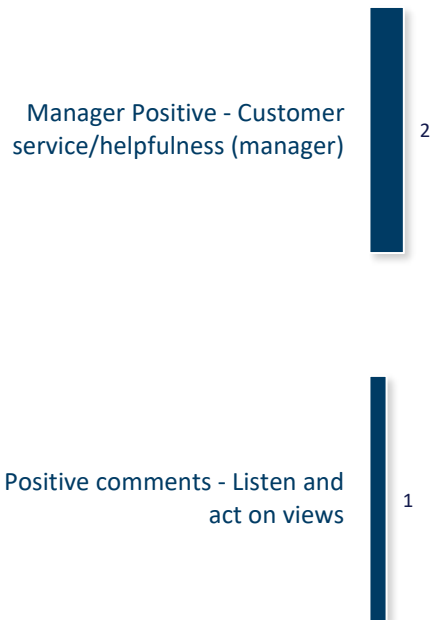 Manager Positive - Customer
service/helpfulness (manager)
2
Positive comments - Listen and
act on views
1